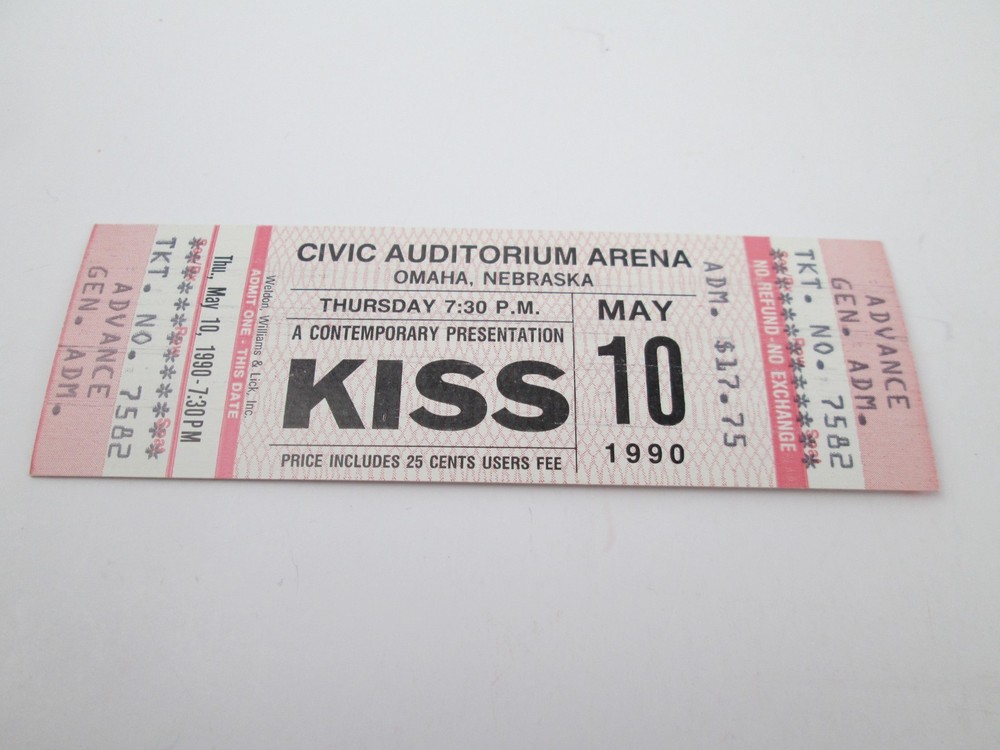 ADVANCE
GEN. ADM.
TKT. NO. 7582
*****************
Thu., May 10, 1990 - 7:30 PM
ADMIT ONE · THIS DATE
Weldon, Williams & Lick, Inc.
CIVIC AUDITORIUM ARENA
OMAHA, NEBRASKA
THURSDAY 7:30 P.M.
A CONTEMPORARY PRESENTATION
KISS
PRICE INCLUDES 25 CENTS USERS FEE
MAY
10
1990
ADM. $17.75
NO REFUND - NO EXCHANGE
*****************
TKT. NO. 7582
GEN. ADM.
ADVANCE